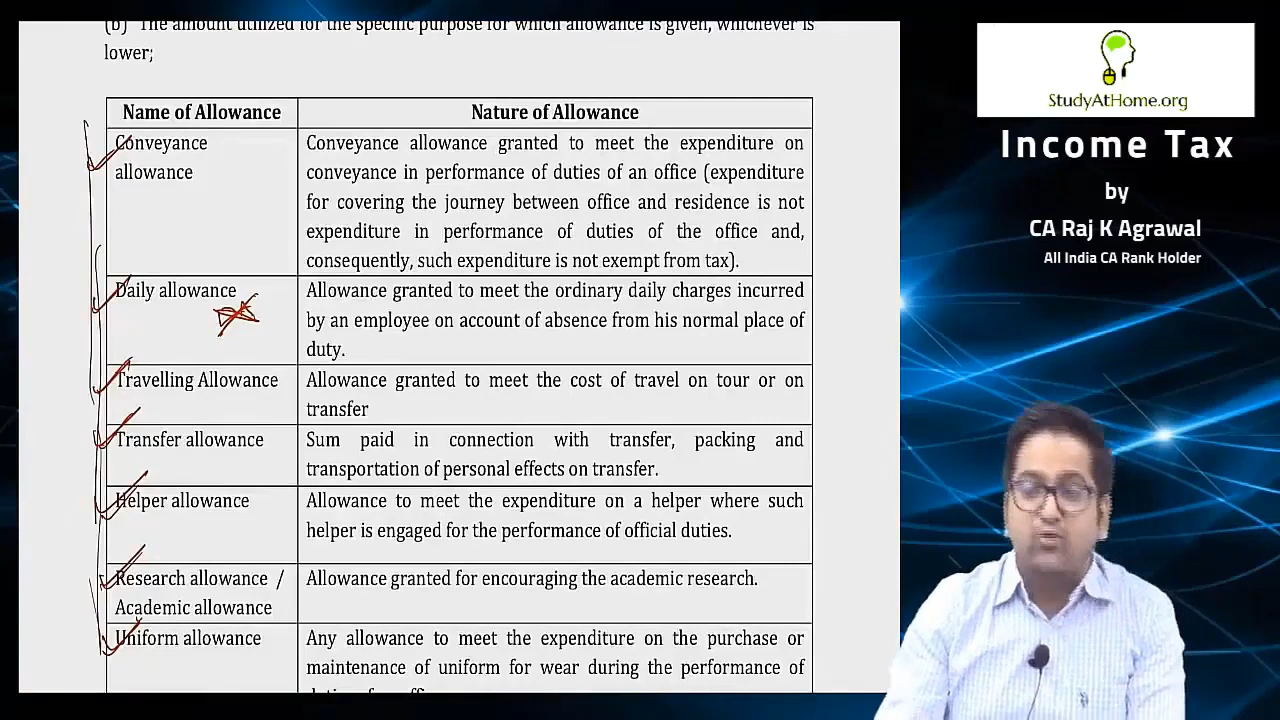 (b) The amount utilized for the specific purpose for which allowance is given, whichever is
lower;
Name of Allowance
Nature of Allowance
Conveyance
allowance
Conveyance allowance granted to meet the expenditure on
conveyance in performance of duties of an office (expenditure
for covering the journey between office and residence is not
expenditure in performance of duties of the office and,
consequently, such expenditure is not exempt from tax).
Daily allowance
Allowance granted to meet the ordinary daily charges incurred
by an employee on account of absence from his normal place of
duty.
Travelling Allowance
Allowance granted to meet the cost of travel on tour or on
transfer
Transfer allowance
Sum paid in connection with transfer, packing and
transportation of personal effects on transfer.
Helper allowance
Allowance to meet the expenditure on a helper where such
helper is engaged for the performance of official duties.
Research allowance /
Academic allowance
Allowance granted for encouraging the academic research.
Uniform allowance
Any allowance to meet the expenditure on the purchase or
maintenance of uniform for wear during the performance of
StudyAtHome.org
Income Tax
by
CA Raj K Agrawal
All India CA Rank Holder